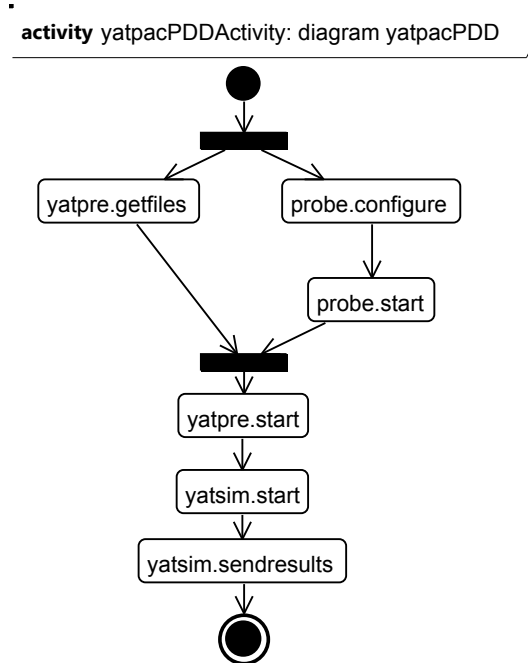 activity yatpacPDDActivity: diagram yatpacPDD
yatpre.getfiles
probe.configure
probe.start
yatpre.start
yatsim.start
yatsim.sendresults